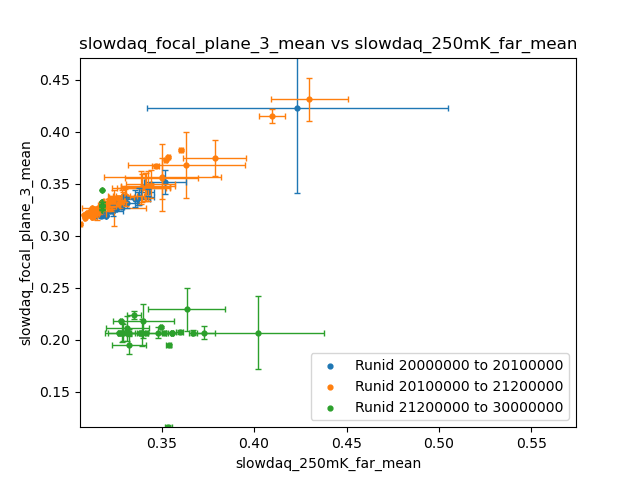 slowdaq_focal_plane_3_mean vs slowdaq_250mK_far_mean
slowdaq_focal_plane_3_mean
0.45
0.40
0.35
0.30
0.25
0.20
0.15
Runid 20000000 to 20100000
Runid 20100000 to 21200000
Runid 21200000 to 30000000
0.35
0.40
0.45
0.50
0.55
slowdaq_250mK_far_mean